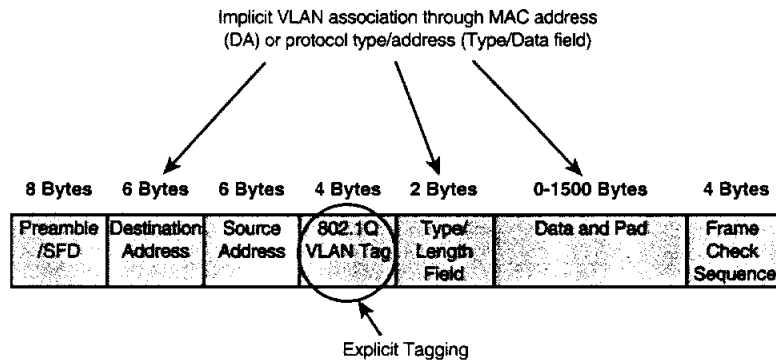 Implicit VLAN association through MAC address
(DA) or protocol type/address (Type/Data field)
8 Bytes 6 Bytes 6 Bytes 4 Bytes 2 Bytes 0-1500 Bytes 4 Bytes
Preamble Destination Source 802.1Q Type/ Data and Pad Frame
/SFD Address Address VLAN Tag Length Check
Field Sequence
Explicit Tagging